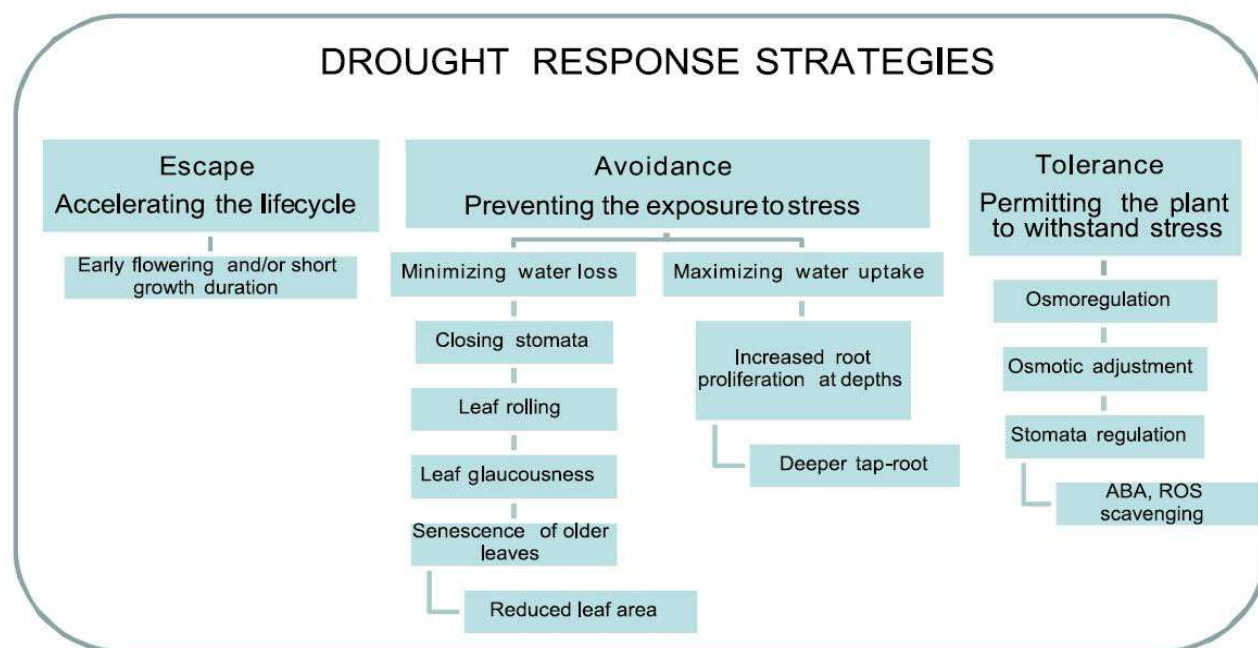 DROUGHT RESPONSE STRATEGIES
Escape
Accelerating the lifecycle
Early flowering and/or short
growth duration
Avoidance
Preventing the exposure to stress
Minimizing water loss
Closing stomata
Leaf rolling
Leaf glaucousness
Senescence of older
leaves
Reduced leaf area
Maximizing water uptake
Increased root
proliferation at depths
Deeper tap-root
Tolerance
Permitting the plant
to withstand stress
Osmoregulation
Osmotic adjustment
Stomata regulation
ABA, ROS
scavenging